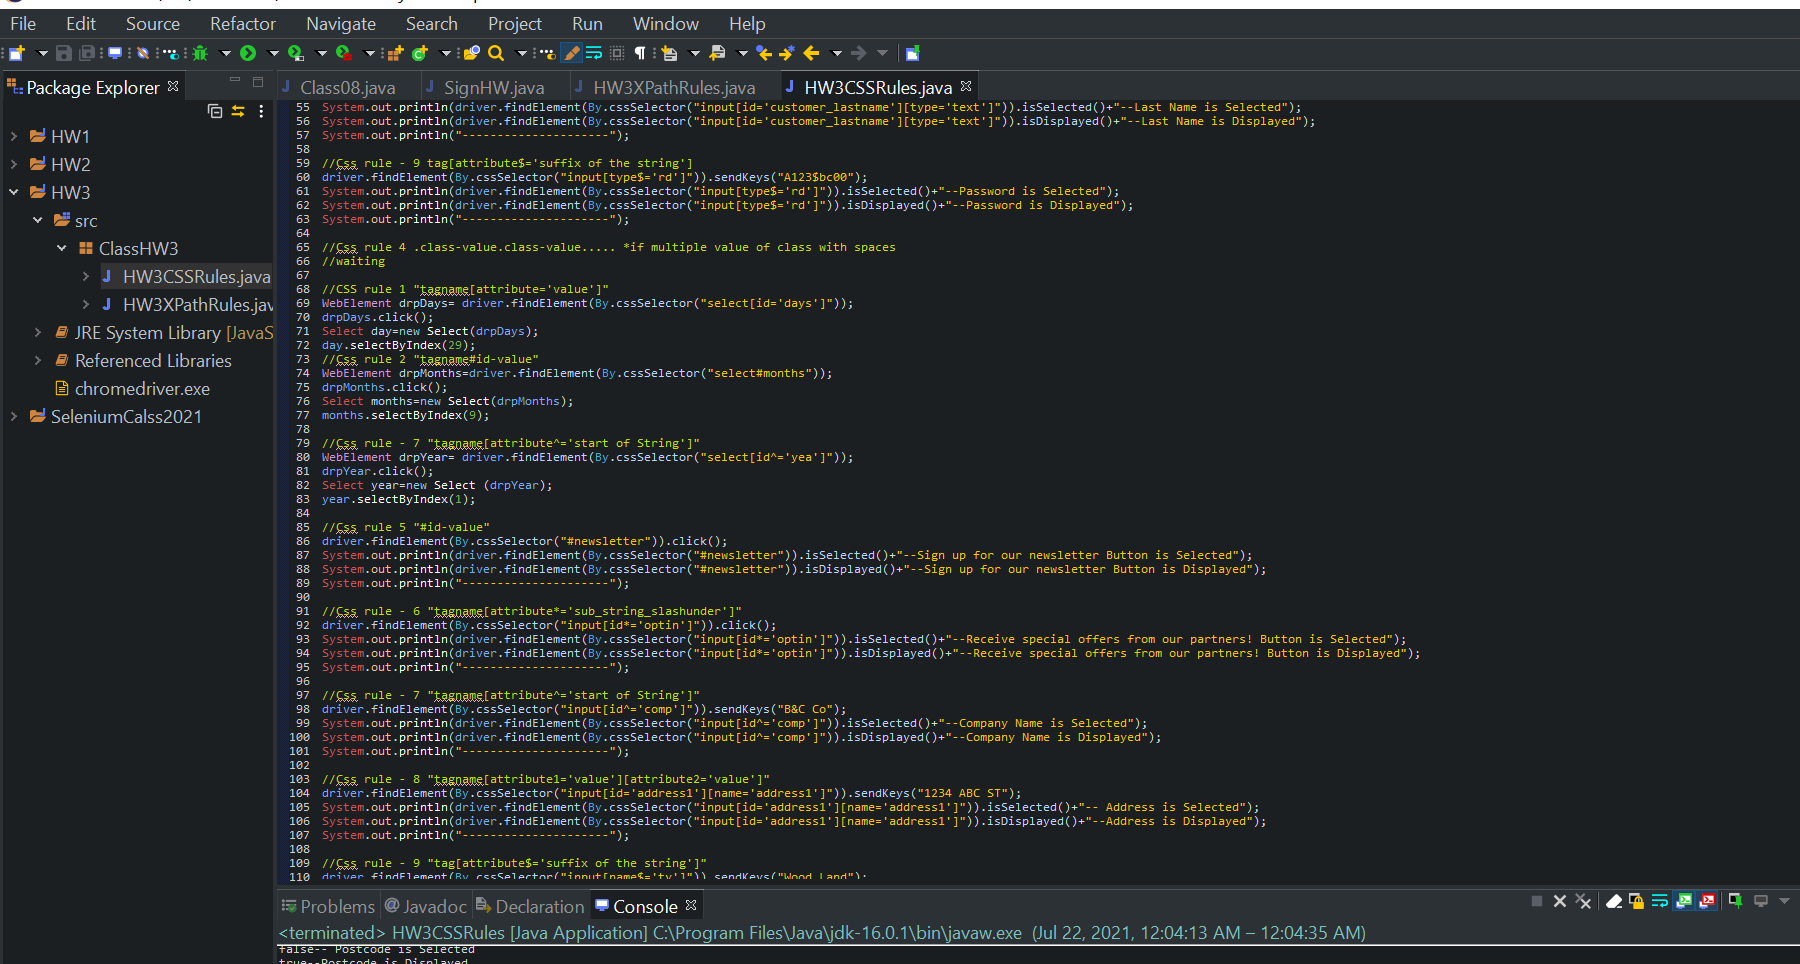 File Edit Source Refactor Navigate Search Project Run Window Help
Package Explorer
Class08.java SignHW.java HW3XPathRules.java HW3CSSRules.java
HW1
HW2
HW3
src
ClassHW3
HW3CSSRules.java
HW3XPathRules.jav
JRE System Library [JavaS
Referenced Libraries
chromedriver.exe
SeleniumCalss2021
55 System.out.println(driver.findElement(By.cssSelector("input[id='customer_lastname'][type='text']")).isSelected()+"--Last Name is Selected");
56 System.out.println(driver.findElement(By.cssSelector("input[id='customer_lastname'][type='text']")).isDisplayed()+"--Last Name is Displayed");
57 System.out.println("---------------------");
58
59 //Css rule - 9 tag[attribute$='suffix of the string']
60 driver.findElement(By.cssSelector("input[type$='rd']")).sendKeys("A123$bc00");
61 System.out.println(driver.findElement(By.cssSelector("input[type$='rd']")).isSelected()+"--Password is Selected");
62 System.out.println(driver.findElement(By.cssSelector("input[type$='rd']")).isDisplayed()+"--Password is Displayed");
63 System.out.println("---------------------");
64
65 //Css rule 4 .class-value.class-value..... *if multiple value of class with spaces
66 //waiting
67
68 //CSS rule 1 "tagname[attribute='value']"
69 WebElement drpDays= driver.findElement(By.cssSelector("select[id='days']"));
70 drpDays.click();
71 Select day=new Select(drpDays);
72 day.selectByIndex(29);
73 //Css rule 2 "tagname#id-value"
74 WebElement drpMonths=driver.findElement(By.cssSelector("select#months"));
75 drpMonths.click();
76 Select months=new Select(drpMonths);
77 months.selectByIndex(9);
78
79 //Css rule - 7 "tagname[attribute^='start of String']"
80 WebElement drpYear= driver.findElement(By.cssSelector("select[id^='yea']"));
81 drpYear.click();
82 Select year=new Select (drpYear);
83 year.selectByIndex(1);
84
85 //Css rule 5 "#id-value"
86 driver.findElement(By.cssSelector("#newsletter")).click();
87 System.out.println(driver.findElement(By.cssSelector("#newsletter")).isSelected()+"--Sign up for our newsletter Button is Selected");
88 System.out.println(driver.findElement(By.cssSelector("#newsletter")).isDisplayed()+"--Sign up for our newsletter Button is Displayed");
89 System.out.println("---------------------");
90
91 //Css rule - 6 "tagname[attribute*='sub_string_slashunder']"
92 driver.findElement(By.cssSelector("input[id*='optin']")).click();
93 System.out.println(driver.findElement(By.cssSelector("input[id*='optin']")).isSelected()+"--Receive special offers from our partners! Button is Selected");
94 System.out.println(driver.findElement(By.cssSelector("input[id*='optin']")).isDisplayed()+"--Receive special offers from our partners! Button is Displayed");
95 System.out.println("---------------------");
96
97 //Css rule - 7 "tagname[attribute^='start of String']"
98 driver.findElement(By.cssSelector("input[id^='comp']")).sendKeys("B&C Co");
99 System.out.println(driver.findElement(By.cssSelector("input[id^='comp']")).isSelected()+"--Company Name is Selected");
100 System.out.println(driver.findElement(By.cssSelector("input[id^='comp']")).isDisplayed()+"--Company Name is Displayed");
101 System.out.println("---------------------");
102
103 //Css rule - 8 "tagname[attribute1='value'][attribute2='value']"
104 driver.findElement(By.cssSelector("input[id='address1'][name='address1']")).sendKeys("1234 ABC ST");
105 System.out.println(driver.findElement(By.cssSelector("input[id='address1'][name='address1']")).isSelected()+"-- Address is Selected");
106 System.out.println(driver.findElement(By.cssSelector("input[id='address1'][name='address1']")).isDisplayed()+"--Address is Displayed");
107 System.out.println("---------------------");
108
109 //Css rule - 9 "tag[attribute$='suffix of the string']"
110 driver.findElement(By.cssSelector("input[name$='ty']")).sendKeys("Wood Land");
Problems Javadoc Declaration Console
<terminated> HW3CSSRules [Java Application] C:\Program Files\Java\jdk-16.0.1\bin\javaw.exe (Jul 22, 2021, 12:04:13 AM – 12:04:35 AM)
false-- Postcode is Selected
true--Postcode is Displayed